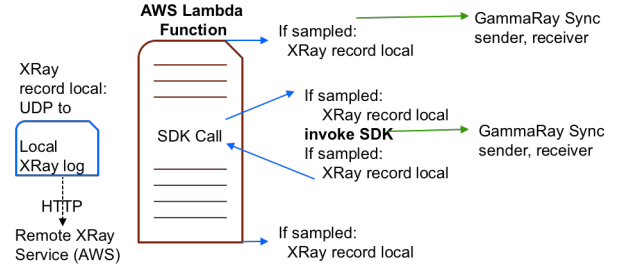 AWS Lambda
Function
XRay
record local:
UDP to
Local
XRay log
HTTP
Remote XRay
Service (AWS)
SDK Call
If sampled:
XRay record local
If sampled:
XRay record local
invoke SDK
If sampled:
XRay record local
If sampled:
XRay record local
GammaRay Sync
sender, receiver
GammaRay Sync
sender, receiver